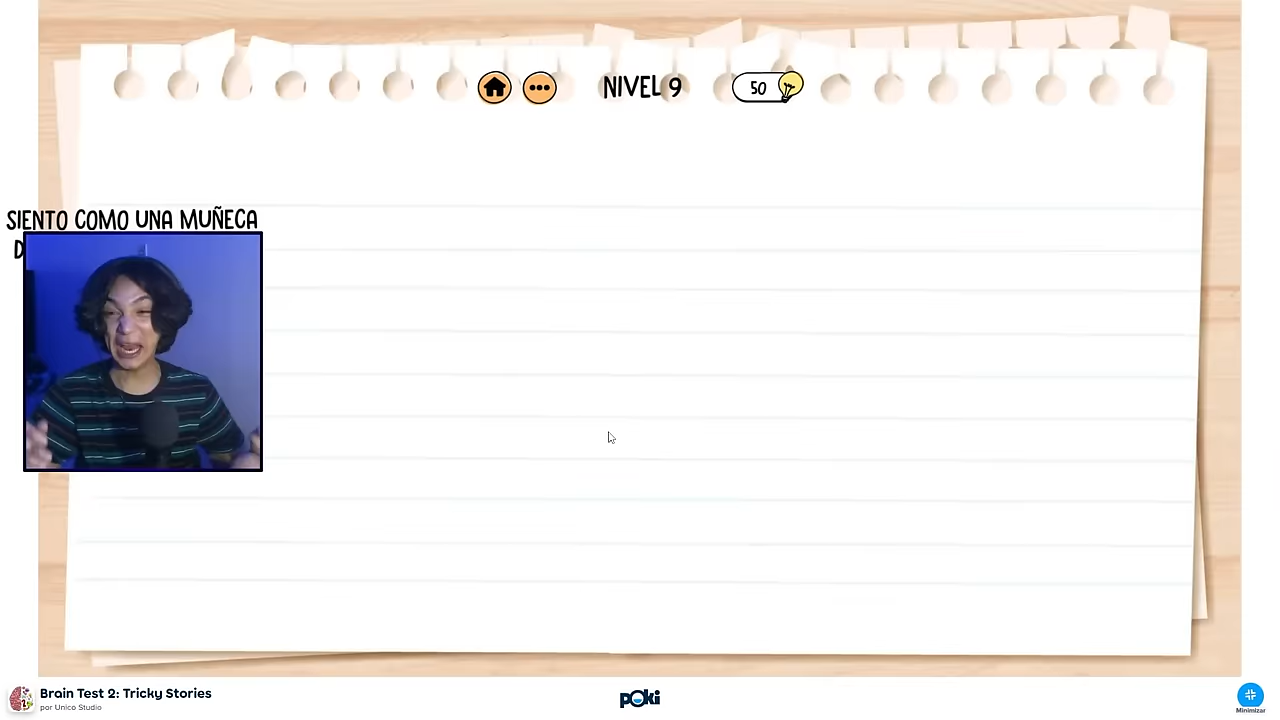 NIVEL 9
50
SIENTO COMO UNA MUÑECA
D
Brain Test 2: Tricky Stories
por Unico Studio
poki
Minimizar